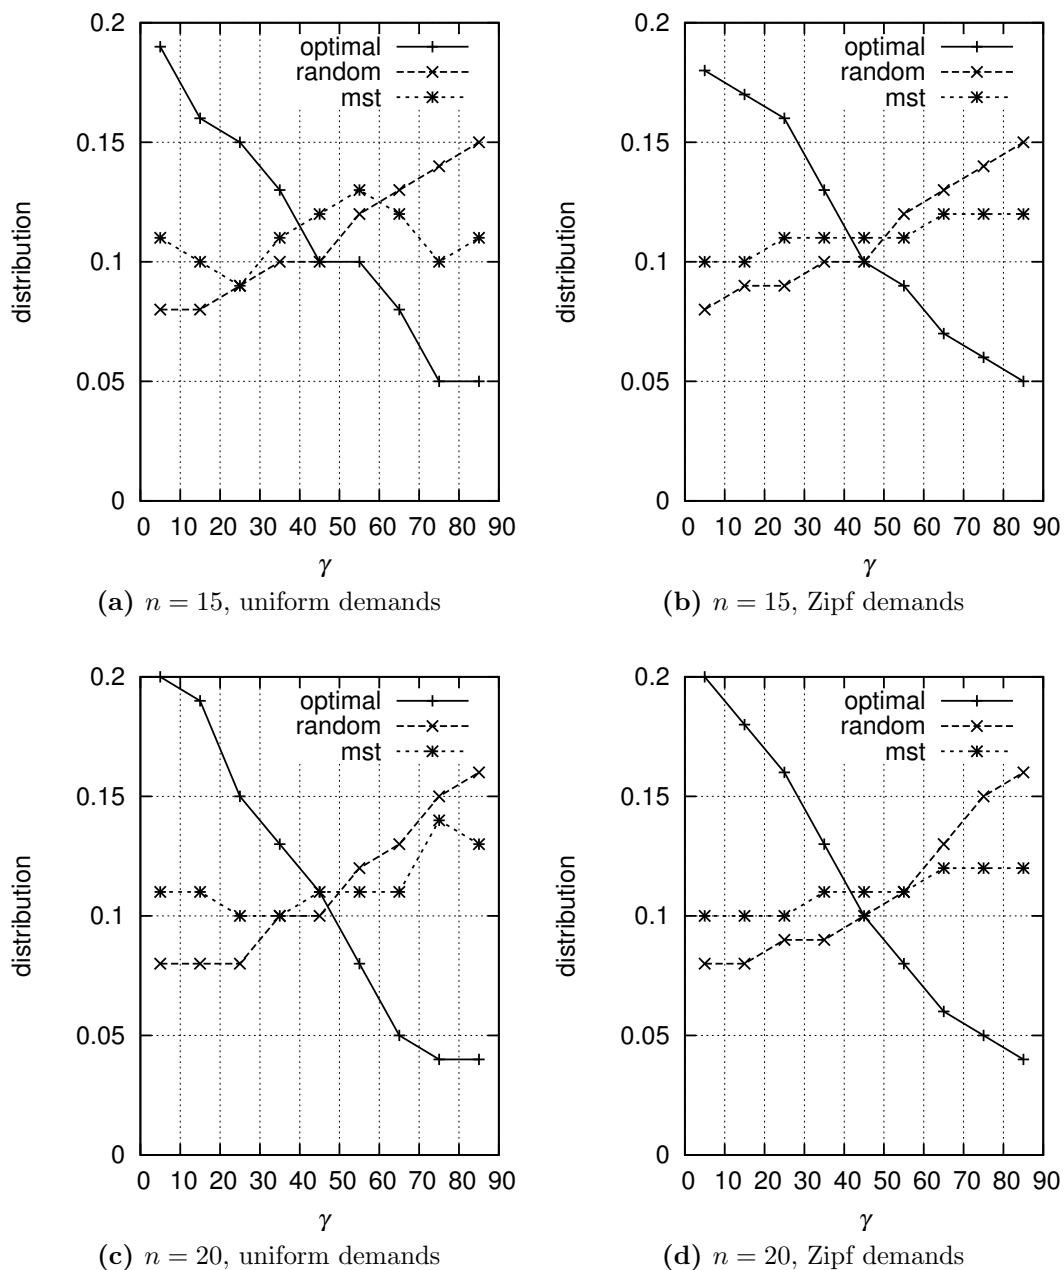 0.2
0.15
0.1
0.05
0
distribution
optimal
random
mst
0 10 20 30 40 50 60 70 80 90
γ
(a) n = 15, uniform demands
0.2
0.15
0.1
0.05
0
distribution
optimal
random
mst
0 10 20 30 40 50 60 70 80 90
γ
(b) n = 15, Zipf demands
0.2
0.15
0.1
0.05
0
distribution
optimal
random
mst
0 10 20 30 40 50 60 70 80 90
γ
(c) n = 20, uniform demands
0.2
0.15
0.1
0.05
0
distribution
optimal
random
mst
0 10 20 30 40 50 60 70 80 90
γ
(d) n = 20, Zipf demands